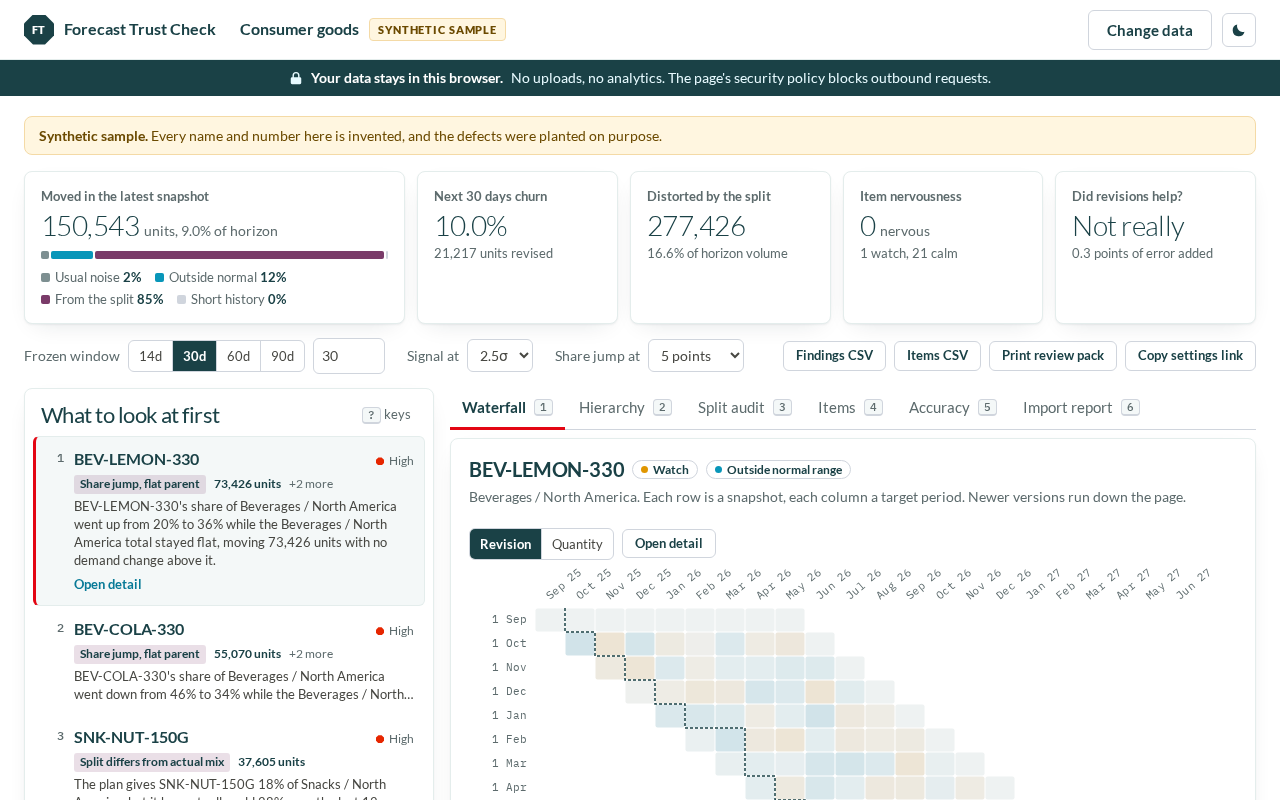 FT Forecast Trust Check Consumer goods SYNTHETIC SAMPLE Change data
Your data stays in this browser. No uploads, no analytics. The page's security policy blocks outbound requests.
Synthetic sample. Every name and number here is invented, and the defects were planted on purpose.
Moved in the latest snapshot
150,543 units, 9.0% of horizon
Usual noise 2% Outside normal 12%
From the split 85% Short history 0%
Next 30 days churn
10.0%
21,217 units revised
Distorted by the split
277,426
16.6% of horizon volume
Item nervousness
0 nervous
1 watch, 21 calm
Did revisions help?
Not really
0.3 points of error added
Frozen window 14d 30d 60d 90d 30 Signal at 2.5σ Share jump at 5 points Findings CSV Items CSV Print review pack Copy settings link
What to look at first ? keys
1 BEV-LEMON-330 High
Share jump, flat parent 73,426 units +2 more
BEV-LEMON-330's share of Beverages / North America
went up from 20% to 36% while the Beverages / North
America total stayed flat, moving 73,426 units with no
demand change above it.
Open detail
2 BEV-COLA-330 High
Share jump, flat parent 55,070 units +2 more
BEV-COLA-330's share of Beverages / North America
went down from 46% to 34% while the Beverages / North...
3 SNK-NUT-150G High
Split differs from actual mix 37,605 units
The plan gives SNK-NUT-150G 18% of Snacks / North
Waterfall 1 Hierarchy 2 Split audit 3 Items 4 Accuracy 5 Import report 6
BEV-LEMON-330 Watch Outside normal range
Beverages / North America. Each row is a snapshot, each column a target period. Newer versions run down the page.
Revision Quantity Open detail
Sep 25 Oct 25 Nov 25 Dec 25 Jan 26 Feb 26 Mar 26 Apr 26 May 26 Jun 26 Jul 26 Aug 26 Sep 26 Oct 26 Nov 26 Dec 26 Jan 27 Feb 27 Mar 27 Apr 27 May 27 Jun 27
1 Sep
1 Oct
1 Nov
1 Dec
1 Jan
1 Feb
1 Mar
1 Apr